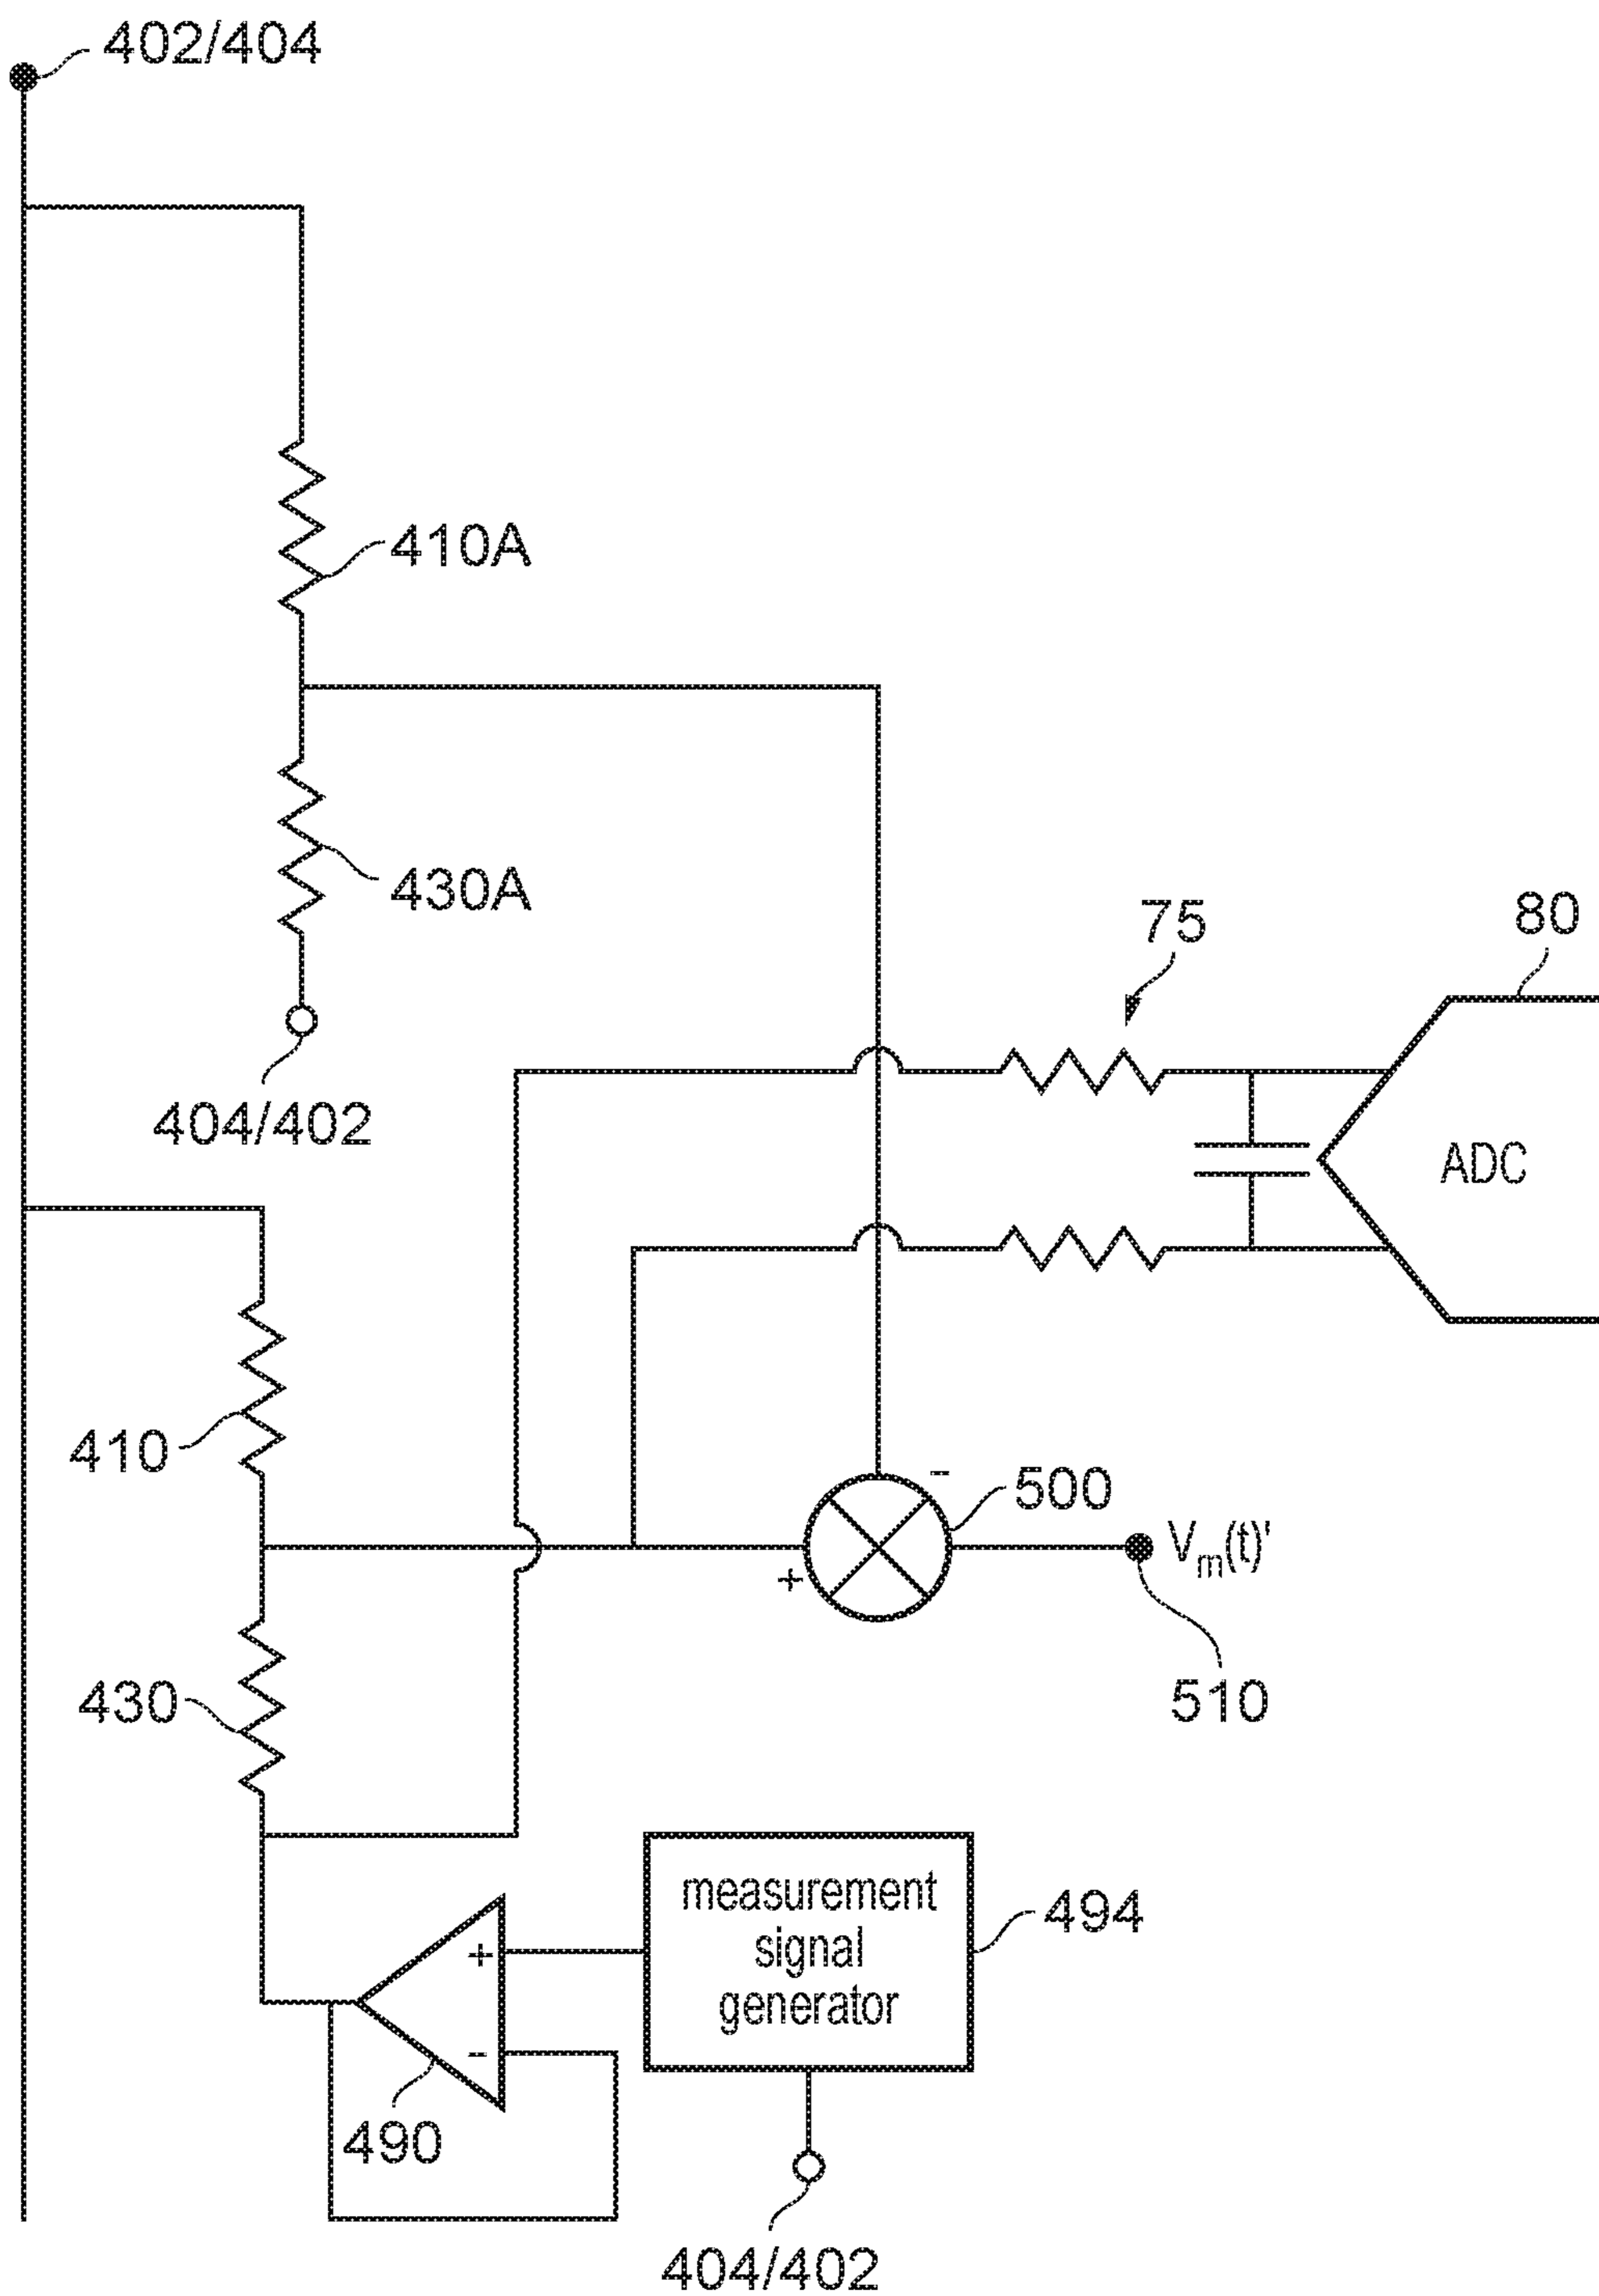 402/404
410A
430A
404/402
75
80
ADC
410
-
500
+
V_m(t)'
430
510
measurement
signal
generator
494
+
-
490
404/402